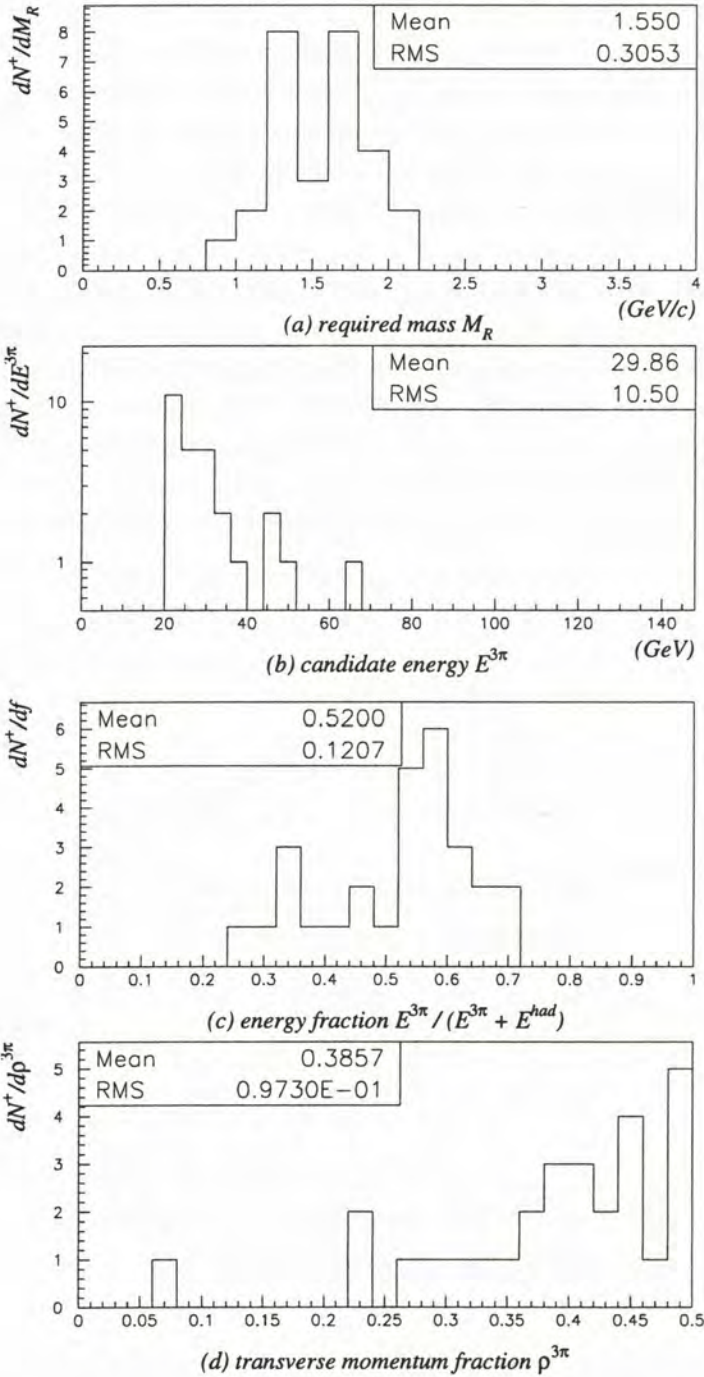 Mean 1.550
RMS 0.3053
dN⁺/dM_R
8
7
6
5
4
3
2
1
0
0 0.5 1 1.5 2 2.5 3 3.5 4
(GeV/c)
(a) required mass M_R
Mean 29.86
RMS 10.50
dN⁺/dE³π
10
1
20 40 60 80 100 120 140
(GeV)
(b) candidate energy E³π
Mean 0.5200
RMS 0.1207
dN⁺/df
6
5
4
3
2
1
0
0 0.1 0.2 0.3 0.4 0.5 0.6 0.7 0.8 0.9 1
(c) energy fraction E³π / (E³π + Eʰᵃᵈ)
Mean 0.3857
RMS 0.9730E-01
dN⁺/dρ³π
5
4
3
2
1
0
0 0.05 0.1 0.15 0.2 0.25 0.3 0.35 0.4 0.45 0.5
(d) transverse momentum fraction ρ³π